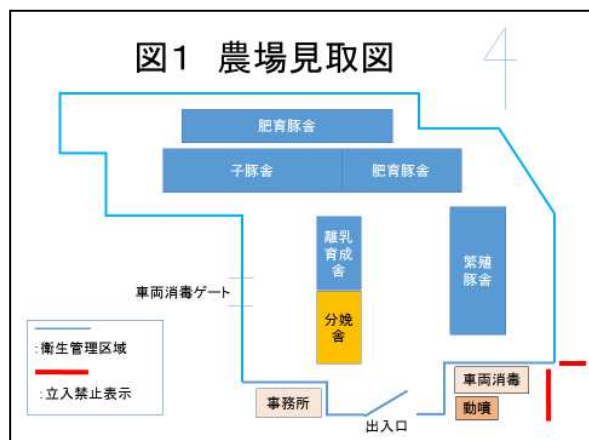 図1 農場見取図
肥育豚舎
子豚舎
肥育豚舎
離乳
育成
舎
繁殖
豚舎
車両消毒ゲート
分娩
舎
:衛生管理区域
:立入禁止表示
車両消毒
事務所
動噴
出入口